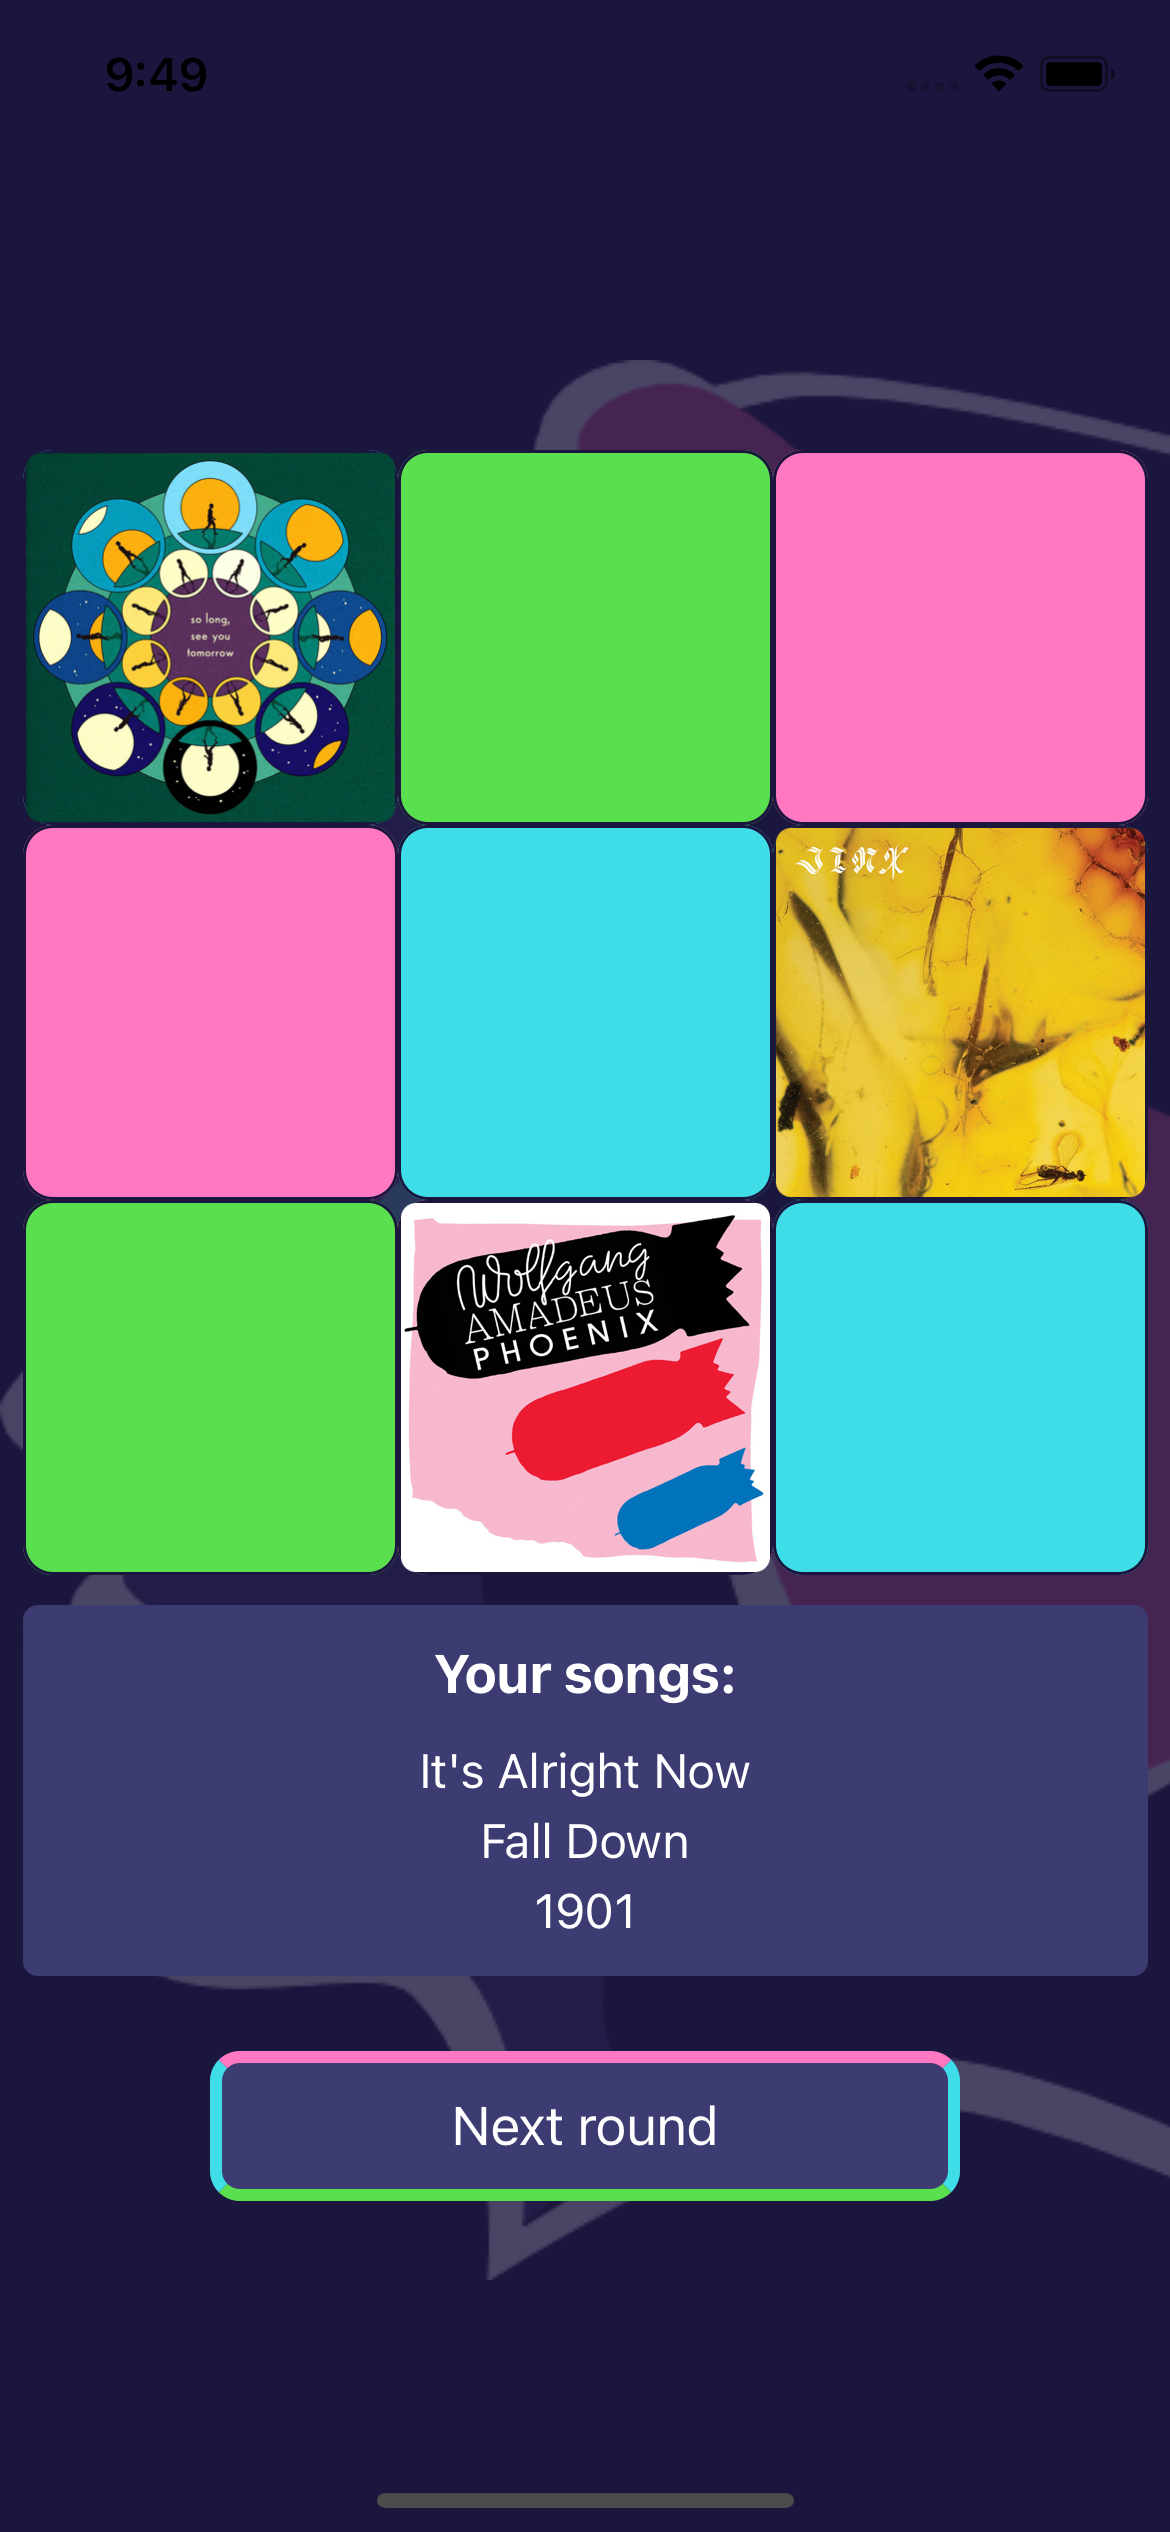 9:49
so long,
see you
tomorrow
JINX
Wolfgang
AMADEUS
PHOENIX
Your songs:
It's Alright Now
Fall Down
1901
Next round